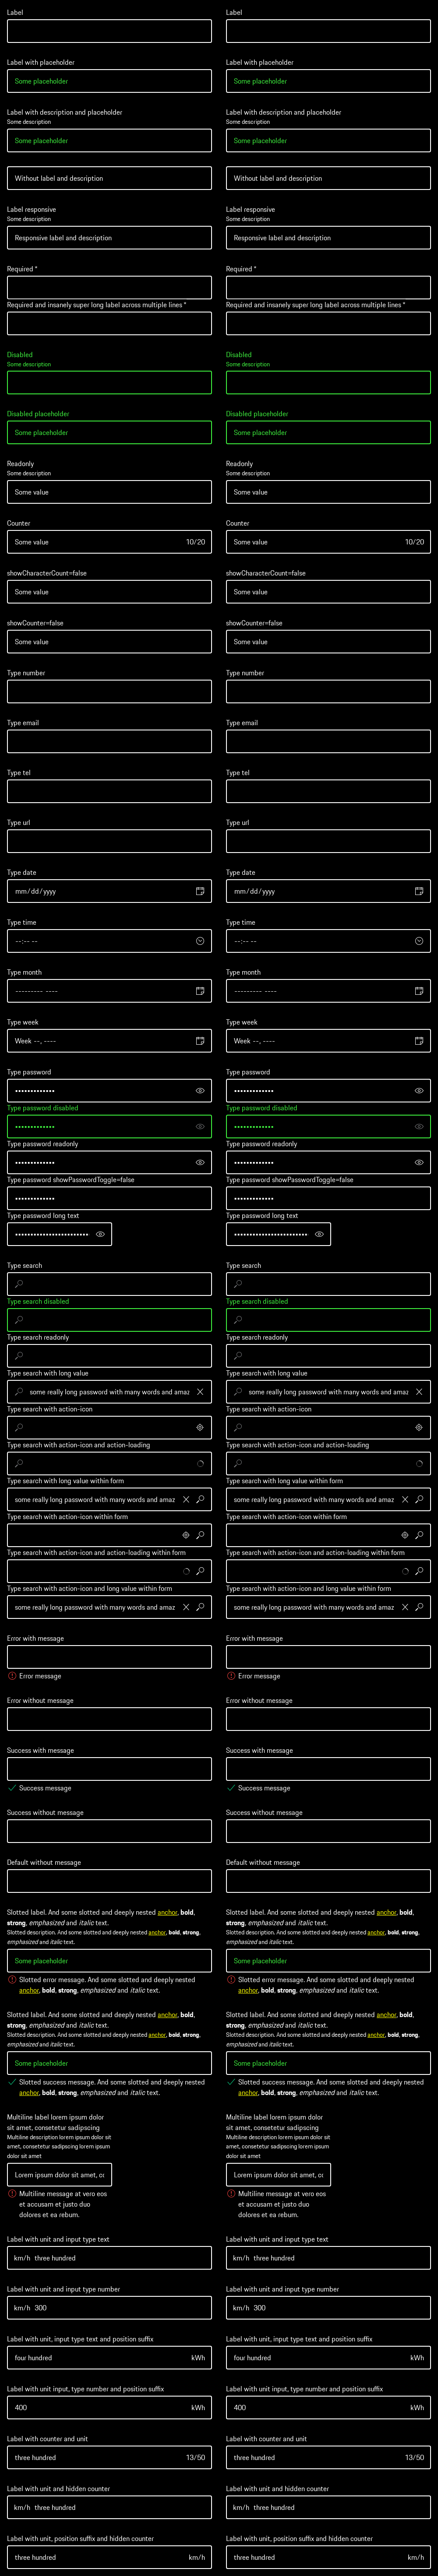 Label
Label with placeholder
Some placeholder
Label with description and placeholder
Some description
Some placeholder
Without label and description
Label responsive
Some description
Responsive label and description
Required *
Required and insanely super long label across multiple lines *
Disabled
Some description
Disabled placeholder
Some placeholder
Readonly
Some description
Some value
Counter
Some value 10/20
showCharacterCount=false
Some value
showCounter=false
Some value
Type number
Type email
Type tel
Type url
Type date
mm/dd/yyyy
Type time
--:-- --
Type month
--------- ----
Type week
Week --, ----
Type password
•••••••••••••
Type password disabled
•••••••••••••
Type password readonly
•••••••••••••
Type password showPasswordToggle=false
•••••••••••••
Type password long text
••••••••••••••••••••••••
Type search
Type search disabled
Type search readonly
Type search with long value
some really long password with many words and amaz
Type search with action-icon
Type search with action-icon and action-loading
Type search with long value within form
some really long password with many words and amaz
Type search with action-icon within form
Type search with action-icon and action-loading within form
Type search with action-icon and long value within form
some really long password with many words and amaz
Error with message
Error message
Error without message
Success with message
Success message
Success without message
Default without message
Slotted label. And some slotted and deeply nested anchor, bold,
strong, emphasized and italic text.
Slotted description. And some slotted and deeply nested anchor, bold, strong,
emphasized and italic text.
Some placeholder
Slotted error message. And some slotted and deeply nested
anchor, bold, strong, emphasized and italic text.
Slotted label. And some slotted and deeply nested anchor, bold,
strong, emphasized and italic text.
Slotted description. And some slotted and deeply nested anchor, bold, strong,
emphasized and italic text.
Some placeholder
Slotted success message. And some slotted and deeply nested
anchor, bold, strong, emphasized and italic text.
Multiline label lorem ipsum dolor
sit amet, consetetur sadipscing
Multiline description lorem ipsum dolor sit
amet, consetetur sadipscing lorem ipsum
dolor sit amet
Lorem ipsum dolor sit amet, co
Multiline message at vero eos
et accusam et justo duo
dolores et ea rebum.
Label with unit and input type text
km/h three hundred
Label with unit and input type number
km/h 300
Label with unit, input type text and position suffix
four hundred kWh
Label with unit input, type number and position suffix
400 kWh
Label with counter and unit
three hundred 13/50
Label with unit and hidden counter
km/h three hundred
Label with unit, position suffix and hidden counter
three hundred km/h
Label
Label with placeholder
Some placeholder
Label with description and placeholder
Some description
Some placeholder
Without label and description
Label responsive
Some description
Responsive label and description
Required *
Required and insanely super long label across multiple lines *
Disabled
Some description
Disabled placeholder
Some placeholder
Readonly
Some description
Some value
Counter
Some value 10/20
showCharacterCount=false
Some value
showCounter=false
Some value
Type number
Type email
Type tel
Type url
Type date
mm/dd/yyyy
Type time
--:-- --
Type month
--------- ----
Type week
Week --, ----
Type password
•••••••••••••
Type password disabled
•••••••••••••
Type password readonly
•••••••••••••
Type password showPasswordToggle=false
•••••••••••••
Type password long text
••••••••••••••••••••••••
Type search
Type search disabled
Type search readonly
Type search with long value
some really long password with many words and amaz
Type search with action-icon
Type search with action-icon and action-loading
Type search with long value within form
some really long password with many words and amaz
Type search with action-icon within form
Type search with action-icon and action-loading within form
Type search with action-icon and long value within form
some really long password with many words and amaz
Error with message
Error message
Error without message
Success with message
Success message
Success without message
Default without message
Slotted label. And some slotted and deeply nested anchor, bold,
strong, emphasized and italic text.
Slotted description. And some slotted and deeply nested anchor, bold, strong,
emphasized and italic text.
Some placeholder
Slotted error message. And some slotted and deeply nested
anchor, bold, strong, emphasized and italic text.
Slotted label. And some slotted and deeply nested anchor, bold,
strong, emphasized and italic text.
Slotted description. And some slotted and deeply nested anchor, bold, strong,
emphasized and italic text.
Some placeholder
Slotted success message. And some slotted and deeply nested
anchor, bold, strong, emphasized and italic text.
Multiline label lorem ipsum dolor
sit amet, consetetur sadipscing
Multiline description lorem ipsum dolor sit
amet, consetetur sadipscing lorem ipsum
dolor sit amet
Lorem ipsum dolor sit amet, co
Multiline message at vero eos
et accusam et justo duo
dolores et ea rebum.
Label with unit and input type text
km/h three hundred
Label with unit and input type number
km/h 300
Label with unit, input type text and position suffix
four hundred kWh
Label with unit input, type number and position suffix
400 kWh
Label with counter and unit
three hundred 13/50
Label with unit and hidden counter
km/h three hundred
Label with unit, position suffix and hidden counter
three hundred km/h